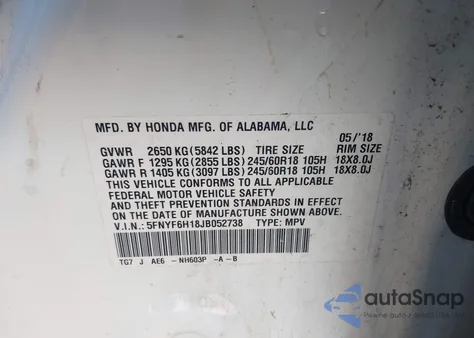 MFD. BY HONDA MFG. OF ALABAMA, LLC
05/'18
GVWR 2650 KG (5842 LBS) TIRE SIZE RIM SIZE
GAWR F 1295 KG (2855 LBS) 245/60R18 105H 18X8.0J
GAWR R 1405 KG (3097 LBS) 245/60R18 105H 18X8.0J
THIS VEHICLE CONFORMS TO ALL APPLICABLE
FEDERAL MOTOR VEHICLE SAFETY
AND THEFT PREVENTION STANDARDS IN EFFECT
ON THE DATE OF MANUFACTURE SHOWN ABOVE.
V.I.N.: 5FNYF6H18JB052738 TYPE: MPV
TG7 J AE6 -NH603P -A-B
autoSnap